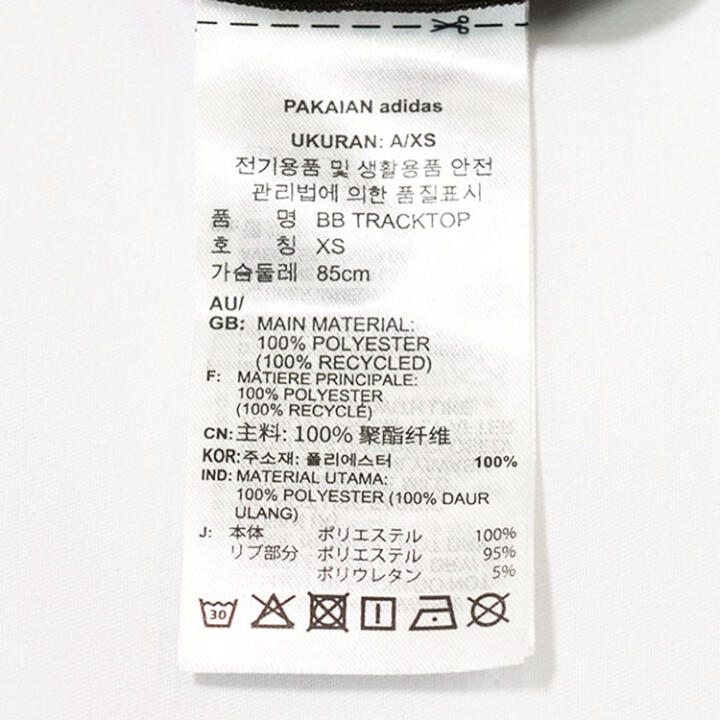 PAKAIAN adidas
UKURAN: A/XS
전기용품 및 생활용품 안전
관리법에 의한 품질표시
품 명 BB TRACKTOP
호 칭 XS
가슴둘레 85cm
AU/
GB: MAIN MATERIAL:
100% POLYESTER
(100% RECYCLED)
F: MATIERE PRINCIPALE:
100% POLYESTER
(100% RECYCLÉ)
CN: 主料: 100% 聚酯纤维
KOR: 주소재: 폴리에스터 100%
IND: MATERIAL UTAMA:
100% POLYESTER (100% DAUR
ULANG)
J: 本体 ポリエステル 100%
リブ部分 ポリエステル 95%
ポリウレタン 5%
30